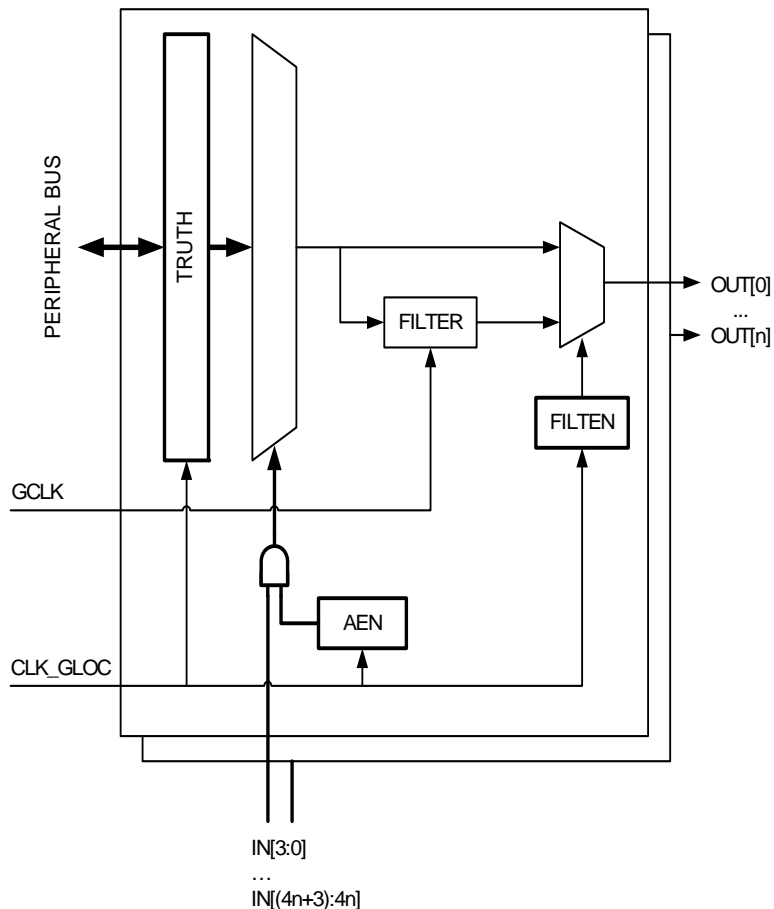 PERIPHERAL BUS
TRUTH
FILTER
OUT[0]
...
OUT[n]
FILTEN
GCLK
AEN
CLK_GLOC
IN[3:0]
...
IN[(4n+3):4n]